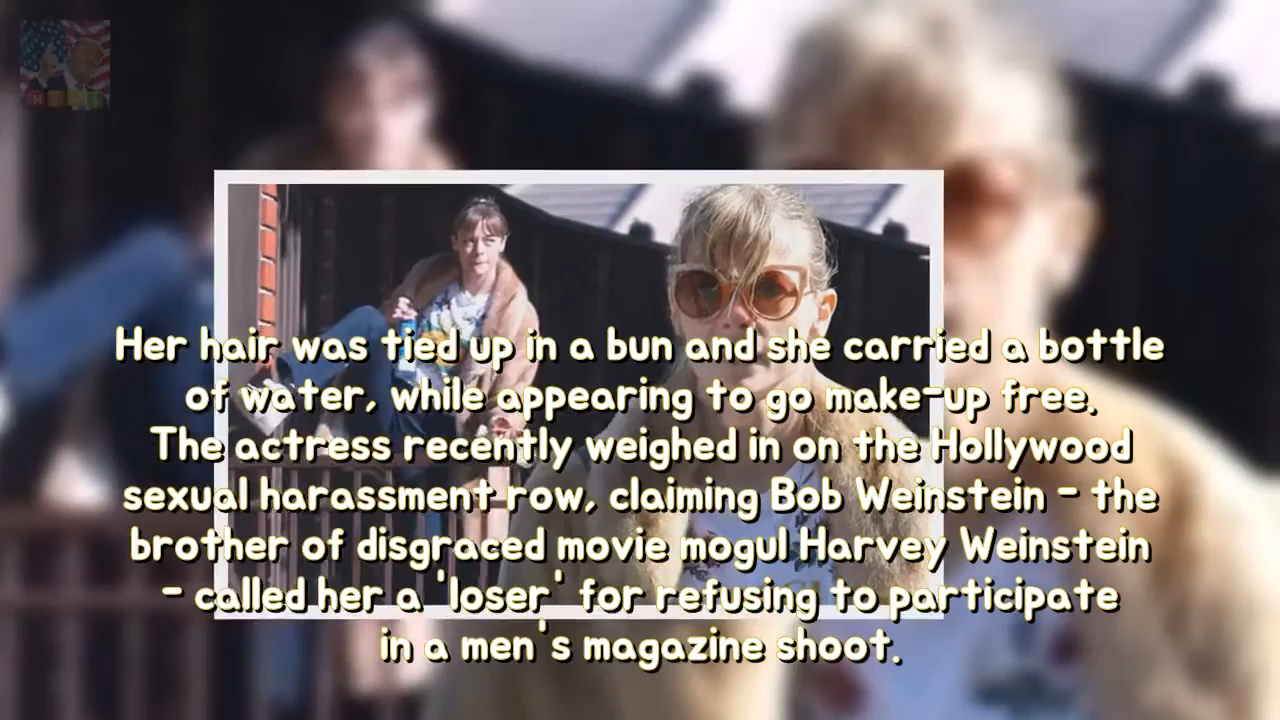 Her hair was tied up in a bun and she carried a bottle
of water, while appearing to go make-up free.
The actress recently weighed in on the Hollywood
sexual harassment row, claiming Bob Weinstein - the
brother of disgraced movie mogul Harvey Weinstein
- called her a 'loser' for refusing to participate
in a men's magazine shoot.